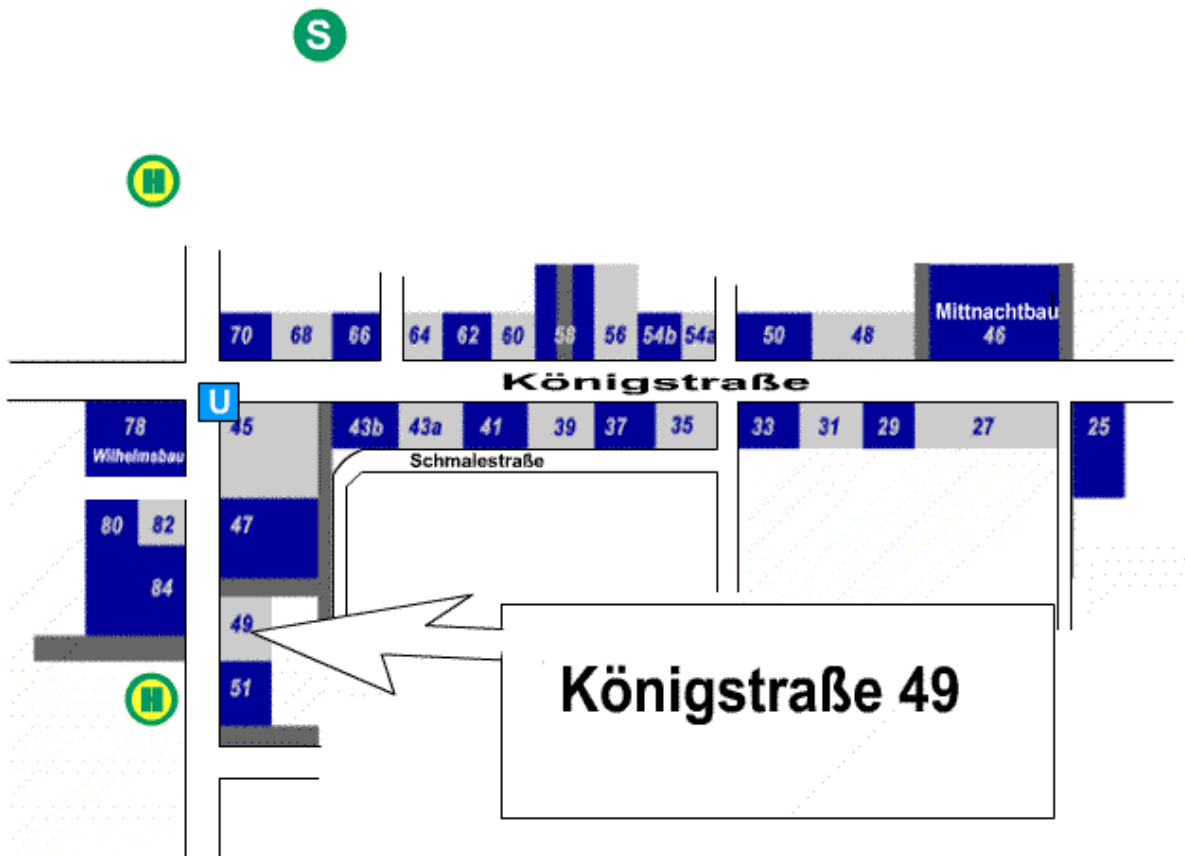 S
H
Mittnachtbau
70 68 66 64 62 60 58 56 54b 54a 50 48 46
Königstraße
U
78 45 43b 43a 41 39 37 35 33 31 29 27 25
Wilhelmsbau
Schmalestraße
80 82 47
84
49
Königstraße 49
51
H